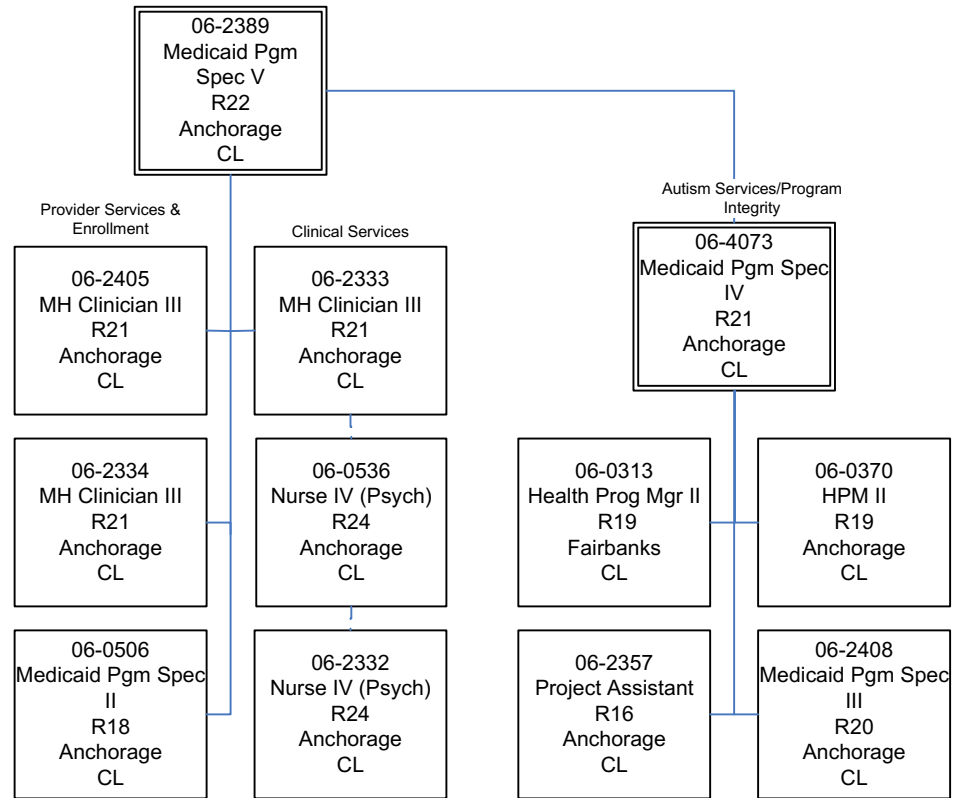 06-2389
Medicaid Pgm
Spec V
R22
Anchorage
CL
Provider Services &
Enrollment
Clinical Services
Autism Services/Program
Integrity
06-2405
MH Clinician III
R21
Anchorage
CL
06-2333
MH Clinician III
R21
Anchorage
CL
06-4073
Medicaid Pgm Spec
IV
R21
Anchorage
CL
06-2334
MH Clinician III
R21
Anchorage
CL
06-0536
Nurse IV (Psych)
R24
Anchorage
CL
06-0313
Health Prog Mgr II
R19
Fairbanks
CL
06-0370
HPM II
R19
Anchorage
CL
06-0506
Medicaid Pgm Spec
II
R18
Anchorage
CL
06-2332
Nurse IV (Psych)
R24
Anchorage
CL
06-2357
Project Assistant
R16
Anchorage
CL
06-2408
Medicaid Pgm Spec
III
R20
Anchorage
CL